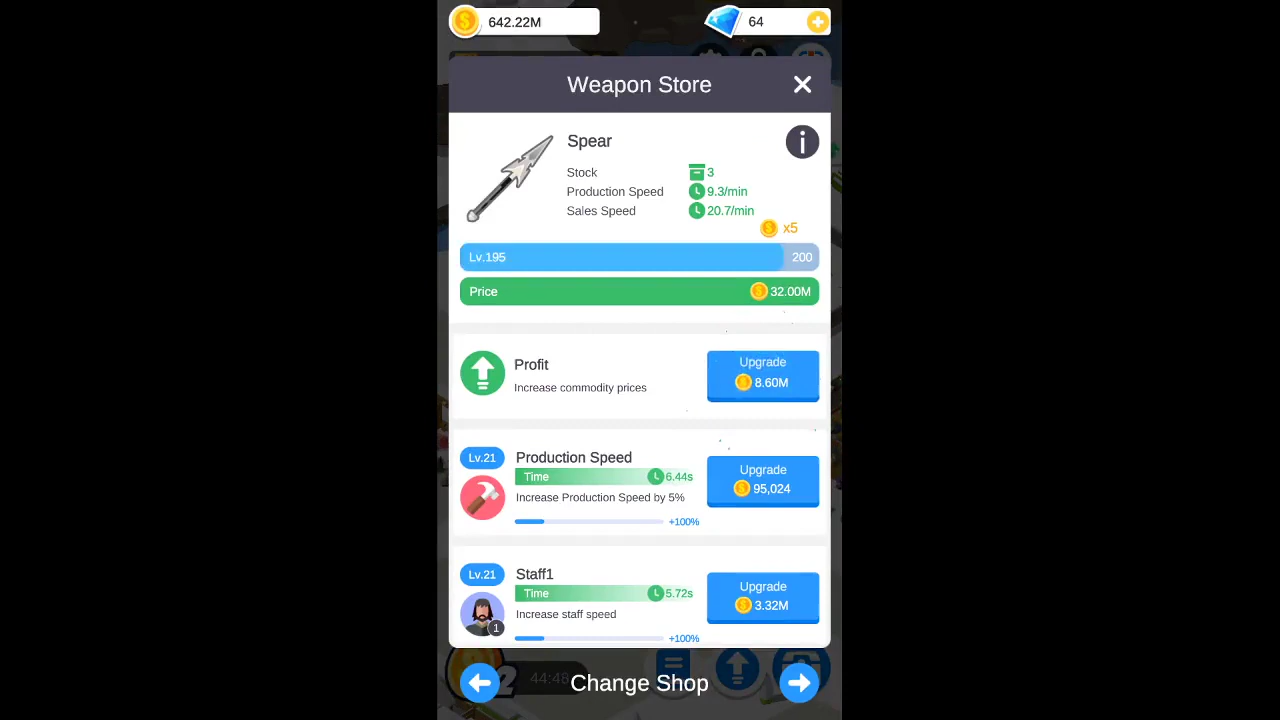 642.22M
64
Weapon Store
Spear
Stock 3
Production Speed 9.3/min
Sales Speed 20.7/min
x5
Lv.195 200
Price 32.00M
Profit
Increase commodity prices
Upgrade
8.60M
Lv.21
Production Speed
Time 6.44s
Increase Production Speed by 5%
+100%
Upgrade
95,024
Lv.21
Staff1
Time 5.72s
Increase staff speed
1
+100%
Upgrade
3.32M
2
44:48
Change Shop